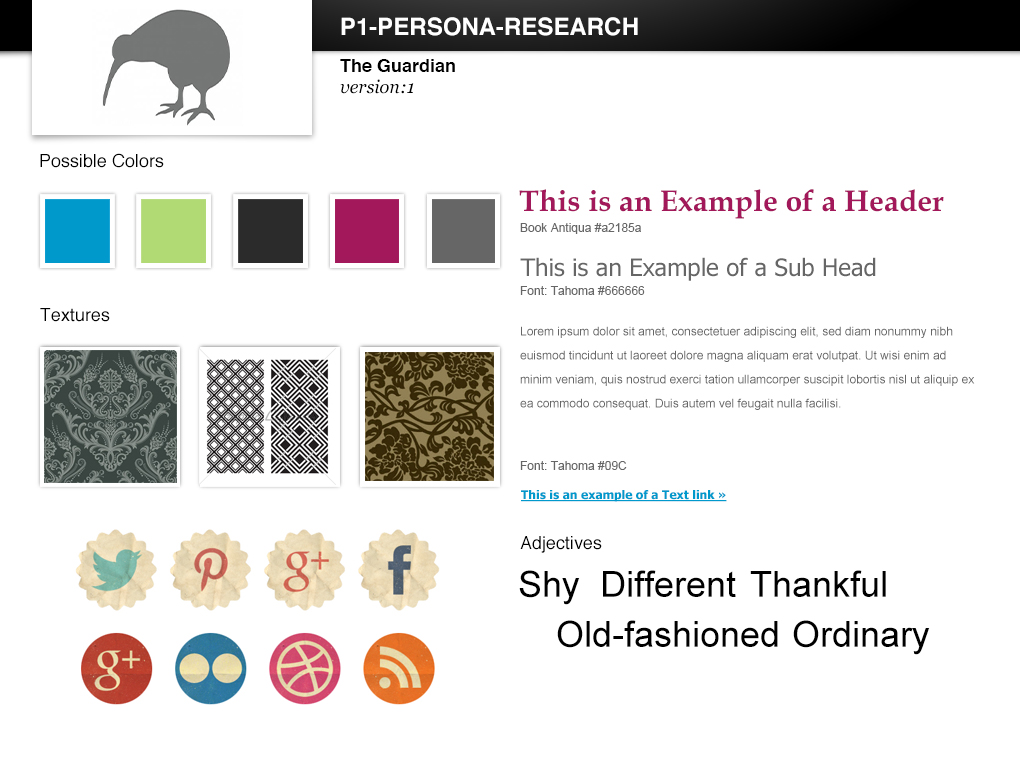 P1-PERSONA-RESEARCH
The Guardian
version:1
Possible Colors
This is an Example of a Header
Book Antiqua #a2185a
This is an Example of a Sub Head
Font: Tahoma #666666
Textures
Lorem ipsum dolor sit amet, consectetuer adipiscing elit, sed diam nonummy nibh
euismod tincidunt ut laoreet dolore magna aliquam erat volutpat. Ut wisi enim ad
minim veniam, quis nostrud exerci tation ullamcorper suscipit lobortis nisl ut aliquip ex
ea commodo consequat. Duis autem vel feugait nulla facilisi.
Font: Tahoma #09C
This is an example of a Text link »
Adjectives
Shy Different Thankful
Old-fashioned Ordinary
g+
f
g+